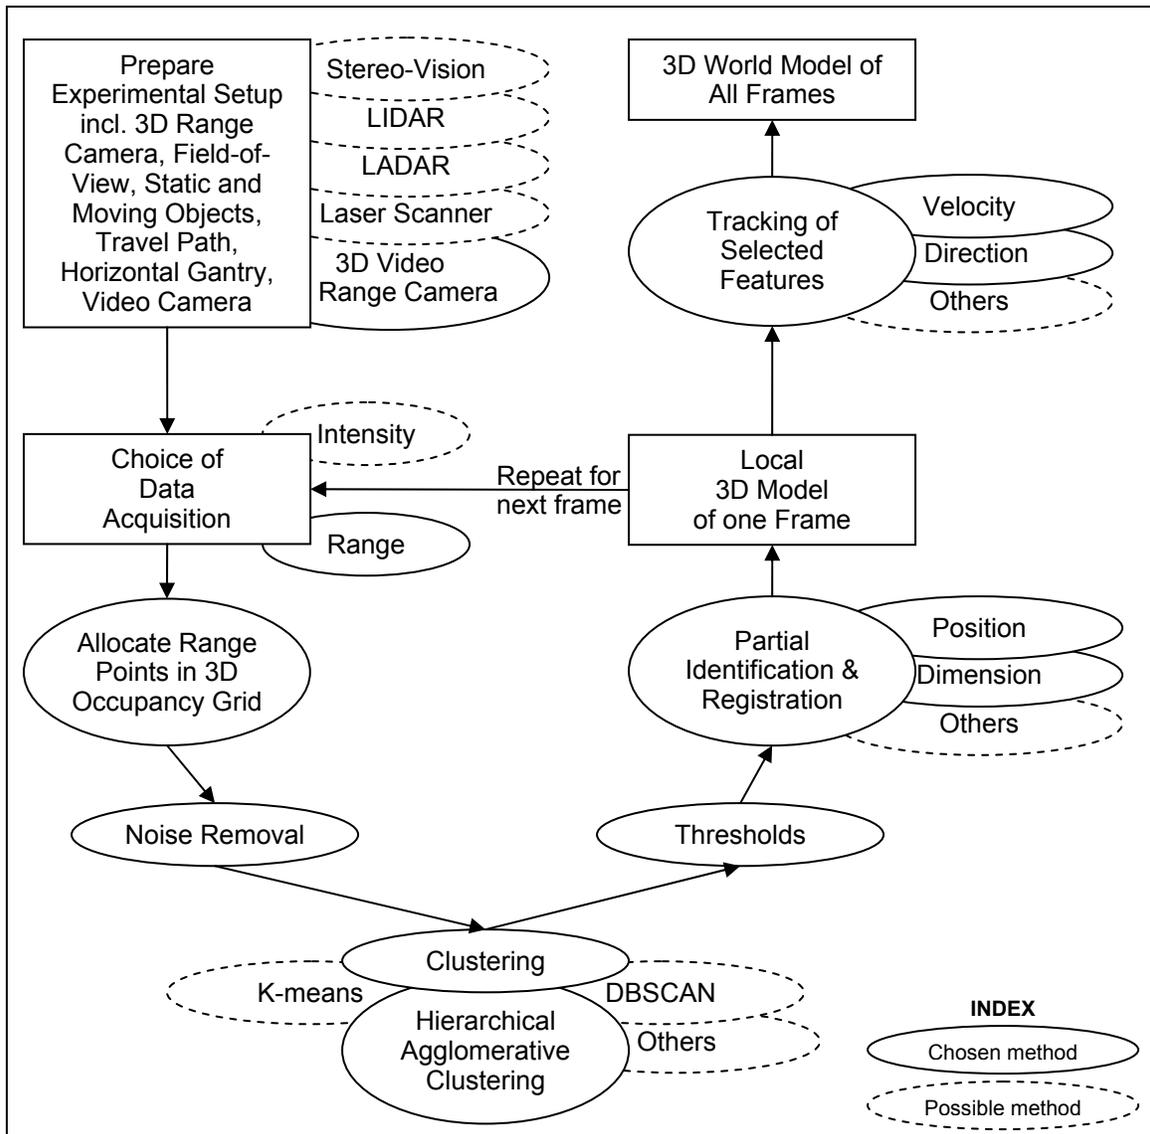 Prepare
Experimental Setup
incl. 3D Range
Camera, Field-of-
View, Static and
Moving Objects,
Travel Path,
Horizontal Gantry,
Video Camera
Stereo-Vision
LIDAR
LADAR
Laser Scanner
3D Video
Range Camera
3D World Model of
All Frames
Tracking of
Selected
Features
Velocity
Direction
Others
Choice of
Data
Acquisition
Intensity
Range
Repeat for
next frame
Local
3D Model
of one Frame
Allocate Range
Points in 3D
Occupancy Grid
Partial
Identification &
Registration
Position
Dimension
Others
Noise Removal
Thresholds
Clustering
K-means
DBSCAN
Hierarchical
Agglomerative
Clustering
Others
INDEX
Chosen method
Possible method